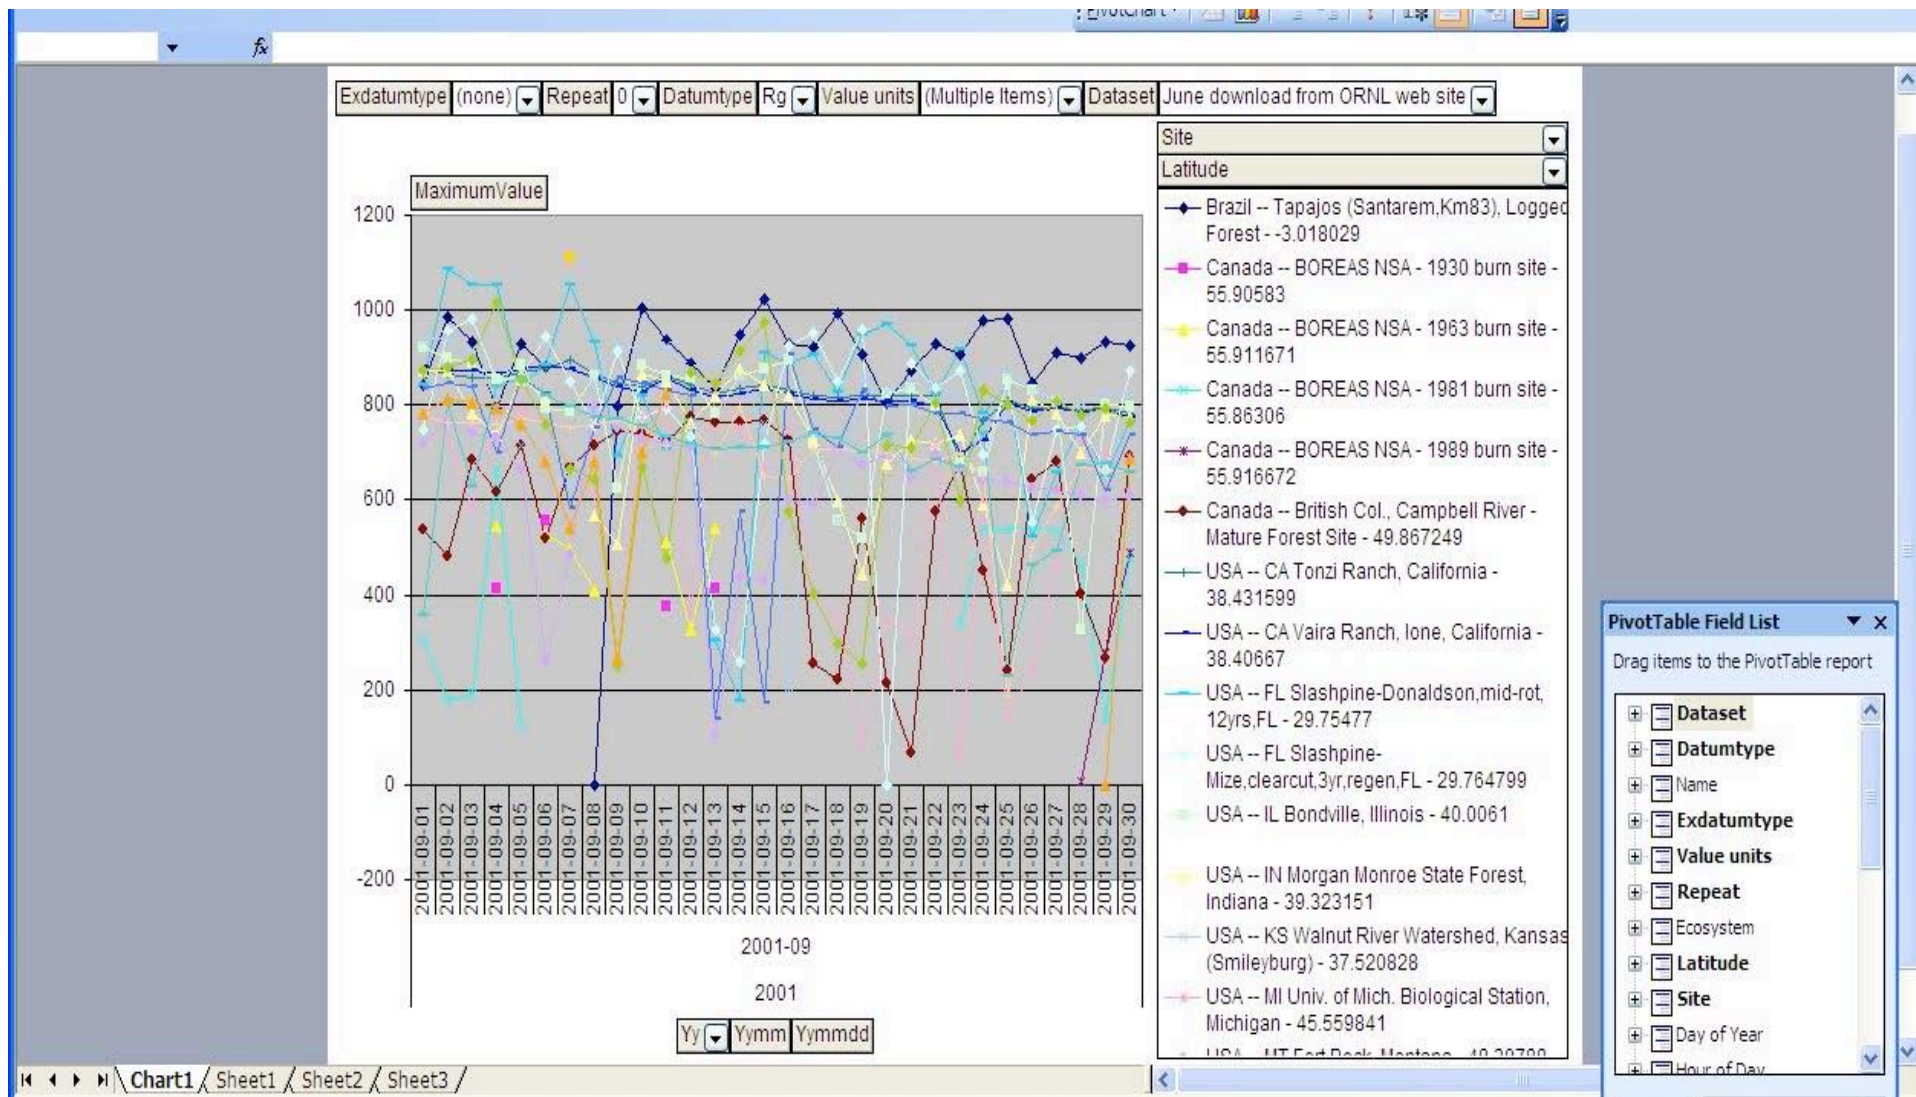 PivotChart
fx
Exdatumtype (none) Repeat 0 Datumtype Rg Value units (Multiple Items) Dataset June download from ORNL web site
Site
Latitude
MaximumValue
1200
1000
800
600
400
200
0
-200
2001-09-01
2001-09-02
2001-09-03
2001-09-04
2001-09-05
2001-09-06
2001-09-07
2001-09-08
2001-09-09
2001-09-10
2001-09-11
2001-09-12
2001-09-13
2001-09-14
2001-09-15
2001-09-16
2001-09-17
2001-09-18
2001-09-19
2001-09-20
2001-09-21
2001-09-22
2001-09-23
2001-09-24
2001-09-25
2001-09-26
2001-09-27
2001-09-28
2001-09-29
2001-09-30
2001-09
2001
Yy Yymm Yymmdd
Brazil -- Tapajos (Santarem,Km83), Logged
Forest - -3.018029
Canada -- BOREAS NSA - 1930 burn site -
55.90583
Canada -- BOREAS NSA - 1963 burn site -
55.911671
Canada -- BOREAS NSA - 1981 burn site -
55.86306
Canada -- BOREAS NSA - 1989 burn site -
55.916672
Canada -- British Col., Campbell River -
Mature Forest Site - 49.867249
USA -- CA Tonzi Ranch, California -
38.431599
USA -- CA Vaira Ranch, Ione, California -
38.40667
USA -- FL Slashpine-Donaldson,mid-rot,
12yrs,FL - 29.75477
USA -- FL Slashpine-
Mize,clearcut,3yr,regen,FL - 29.764799
USA -- IL Bondville, Illinois - 40.0061
USA -- IN Morgan Monroe State Forest,
Indiana - 39.323151
USA -- KS Walnut River Watershed, Kansas
(Smileyburg) - 37.520828
USA -- MI Univ. of Mich. Biological Station,
Michigan - 45.559841
USA -- MT Fort Peck, Montana
PivotTable Field List
Drag items to the PivotTable report
Dataset
Datumtype
Name
Exdatumtype
Value units
Repeat
Ecosystem
Latitude
Site
Day of Year
Hour of Day
Chart1 Sheet1 Sheet2 Sheet3